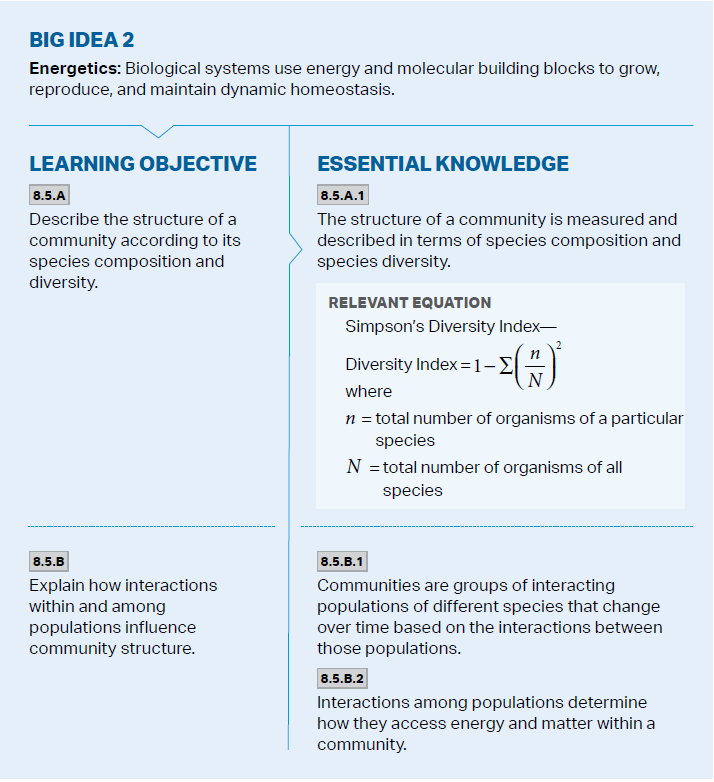 BIG IDEA 2
Energetics: Biological systems use energy and molecular building blocks to grow,
reproduce, and maintain dynamic homeostasis.
LEARNING OBJECTIVE
8.5.A
Describe the structure of a
community according to its
species composition and
diversity.
ESSENTIAL KNOWLEDGE
8.5.A.1
The structure of a community is measured and
described in terms of species composition and
species diversity.
RELEVANT EQUATION
Simpson's Diversity Index—
Diversity Index = 1 − Σ(n/N)²
where
n = total number of organisms of a particular
species
N = total number of organisms of all
species
8.5.B
Explain how interactions
within and among
populations influence
community structure.
8.5.B.1
Communities are groups of interacting
populations of different species that change
over time based on the interactions between
those populations.
8.5.B.2
Interactions among populations determine
how they access energy and matter within a
community.